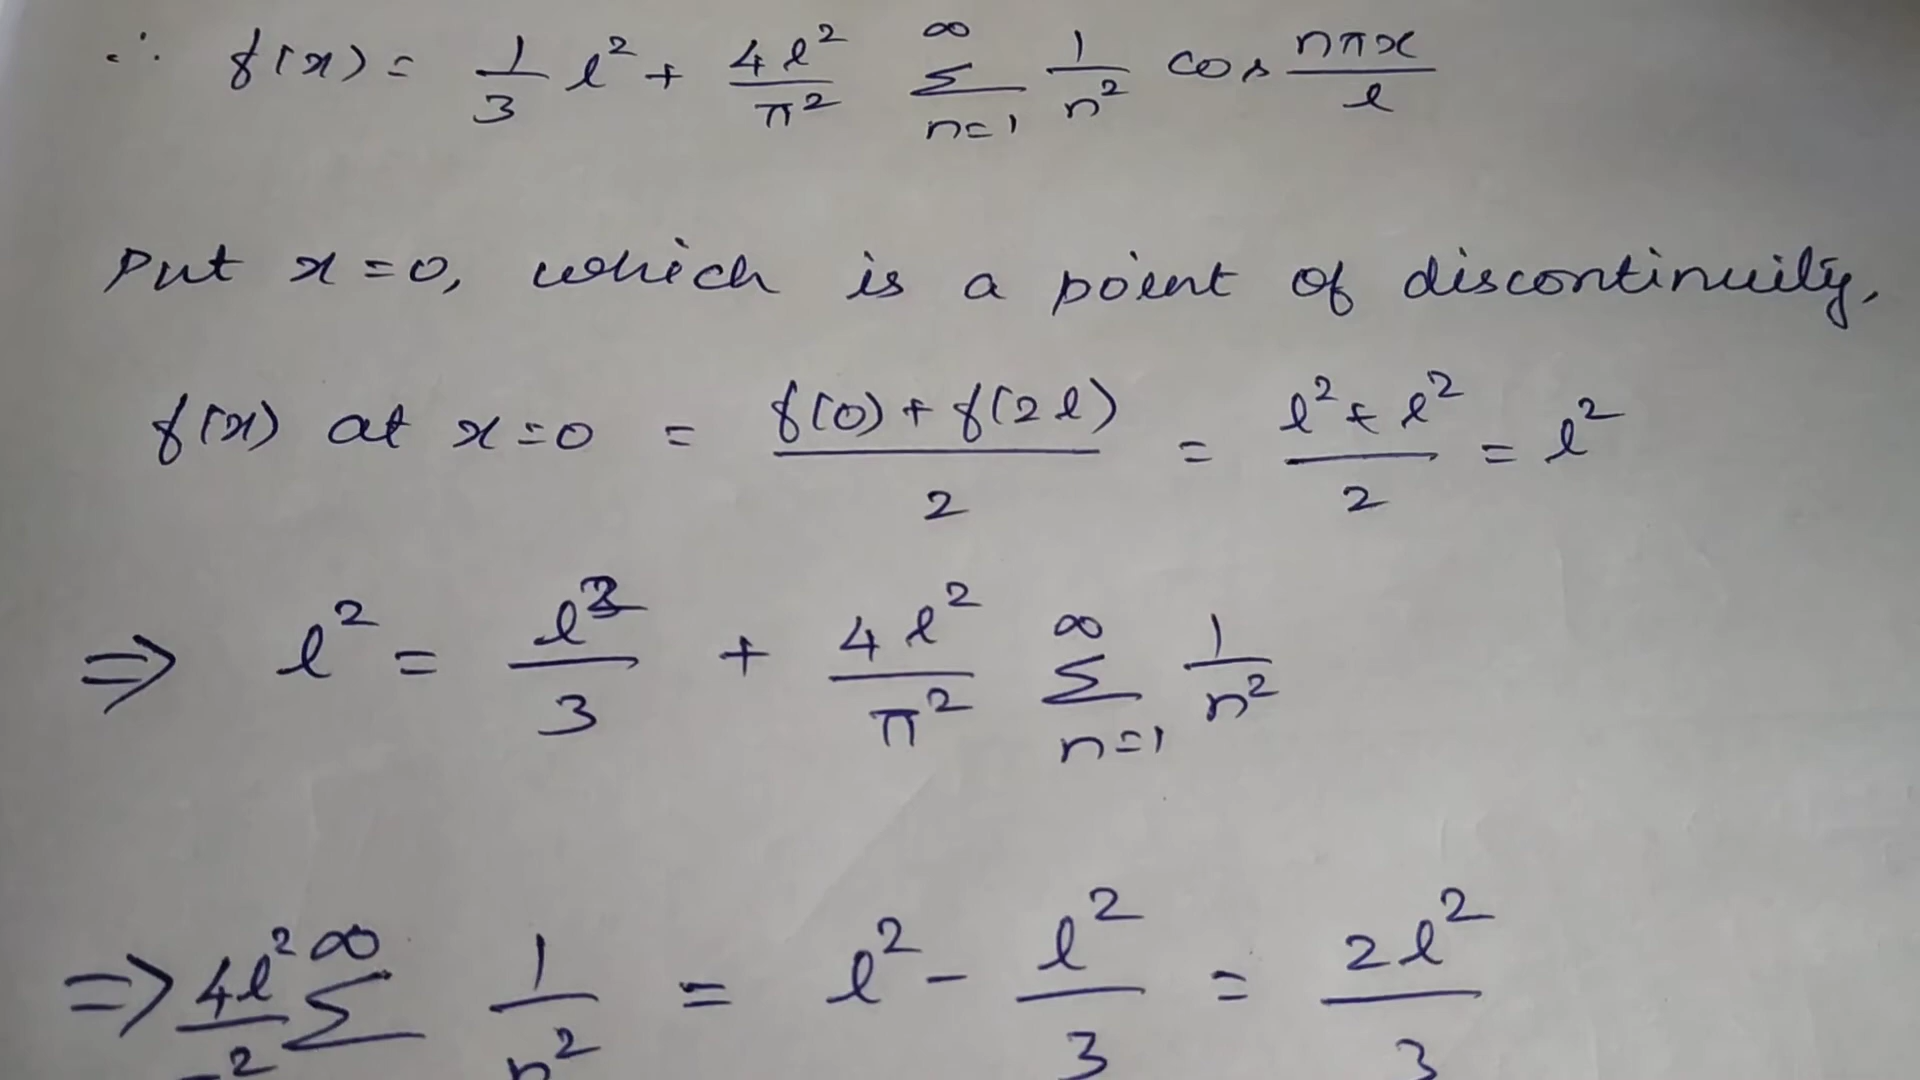 ∴ f(x) = 1/3 l² + 4l²/π² ∑_{n=1}^{∞} 1/n² cos nπx/l
Put x=0, which is a point of discontinuity,
f(x) at x=0 = (f(0) + f(2l))/2 = (l² + l²)/2 = l²
⇒ l² = l²/3 + 4l²/π² ∑_{n=1}^{∞} 1/n²
⇒ 4l²/π² ∑^{∞} 1/n² = l² - l²/3 = 2l²/3